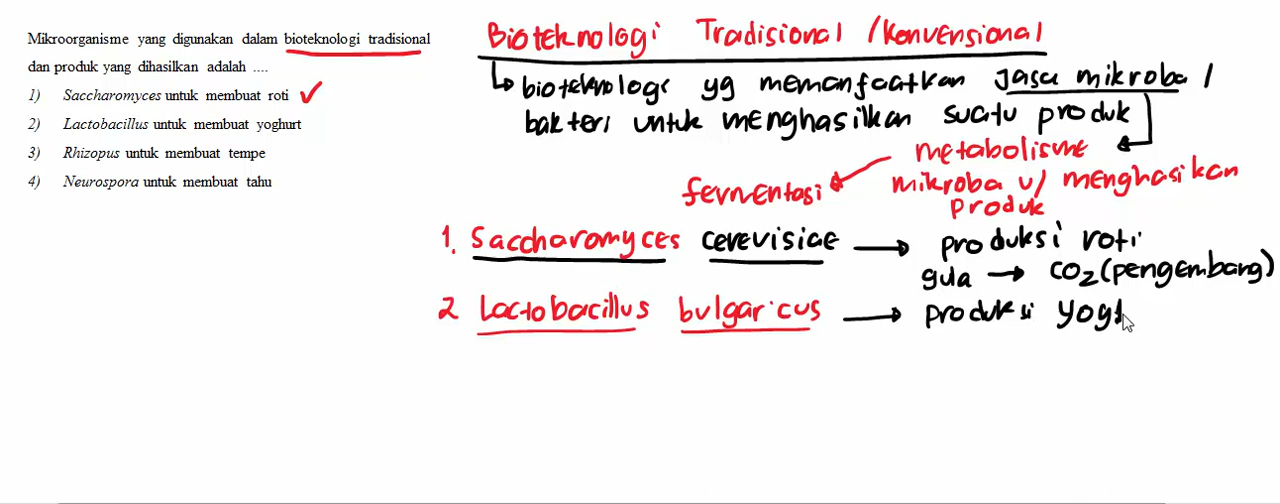 Mikroorganisme yang digunakan dalam bioteknologi tradisional
dan produk yang dihasilkan adalah ....
1) Saccharomyces untuk membuat roti ✓
2) Lactobacillus untuk membuat yoghurt
3) Rhizopus untuk membuat tempe
4) Neurospora untuk membuat tahu
Bioteknologi Tradisional / Konvensional
↳ bioteknologi yg memanfaatkan jasa mikroba /
bakteri untuk menghasilkan suatu produk
metabolisme
mikroba u/ menghasikan
produk
fermentasi
1. Saccharomyces cerevisiae → produksi roti
gula → CO2 (pengembang)
2 Lactobacillus bulgaricus → produksi yogh